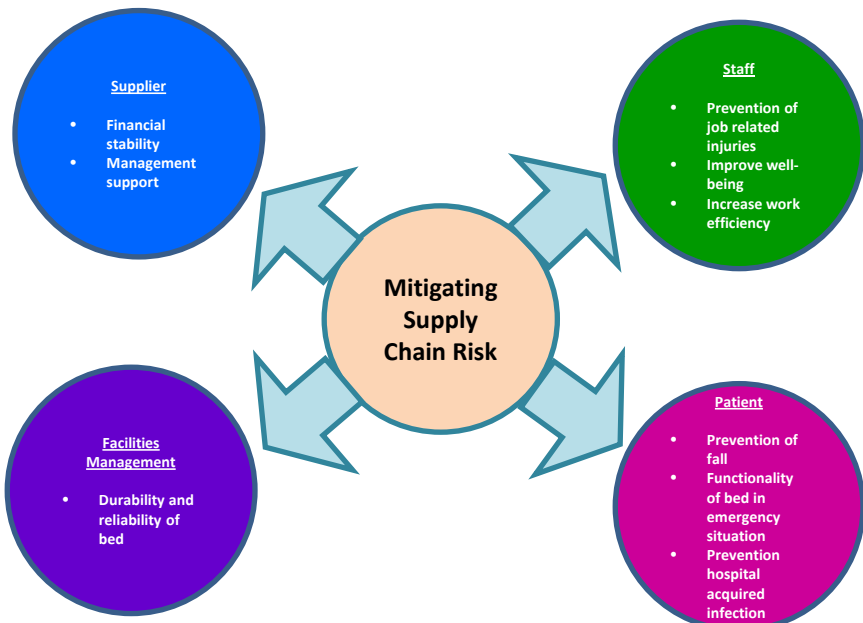 Supplier
• Financial
stability
• Management
support
Staff
• Prevention of
job related
injuries
• Improve well-
being
• Increase work
efficiency
Mitigating
Supply
Chain Risk
Facilities
Management
• Durability and
reliability of
bed
Patient
• Prevention of
fall
• Functionality
of bed in
emergency
situation
• Prevention
hospital
acquired
infection